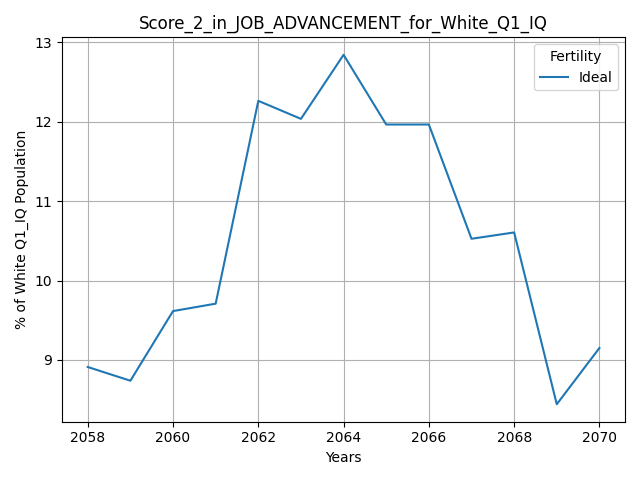 Score_2_in_JOB_ADVANCEMENT_for_White_Q1_IQ
13
12
11
10
9
% of White Q1_IQ Population
Fertility
Ideal
2058 2060 2062 2064 2066 2068 2070
Years